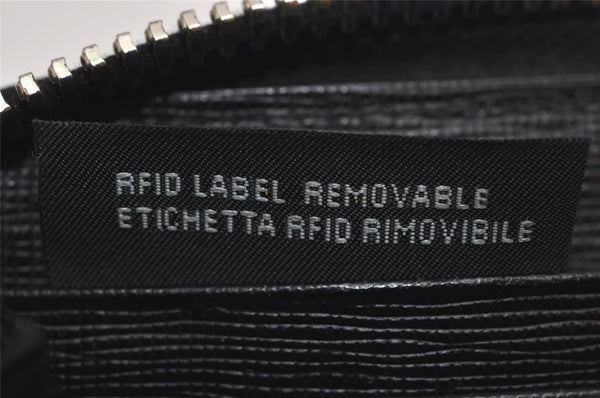 RFID LABEL REMOVABLE
ETICHETTA RFID RIMOVIBILE